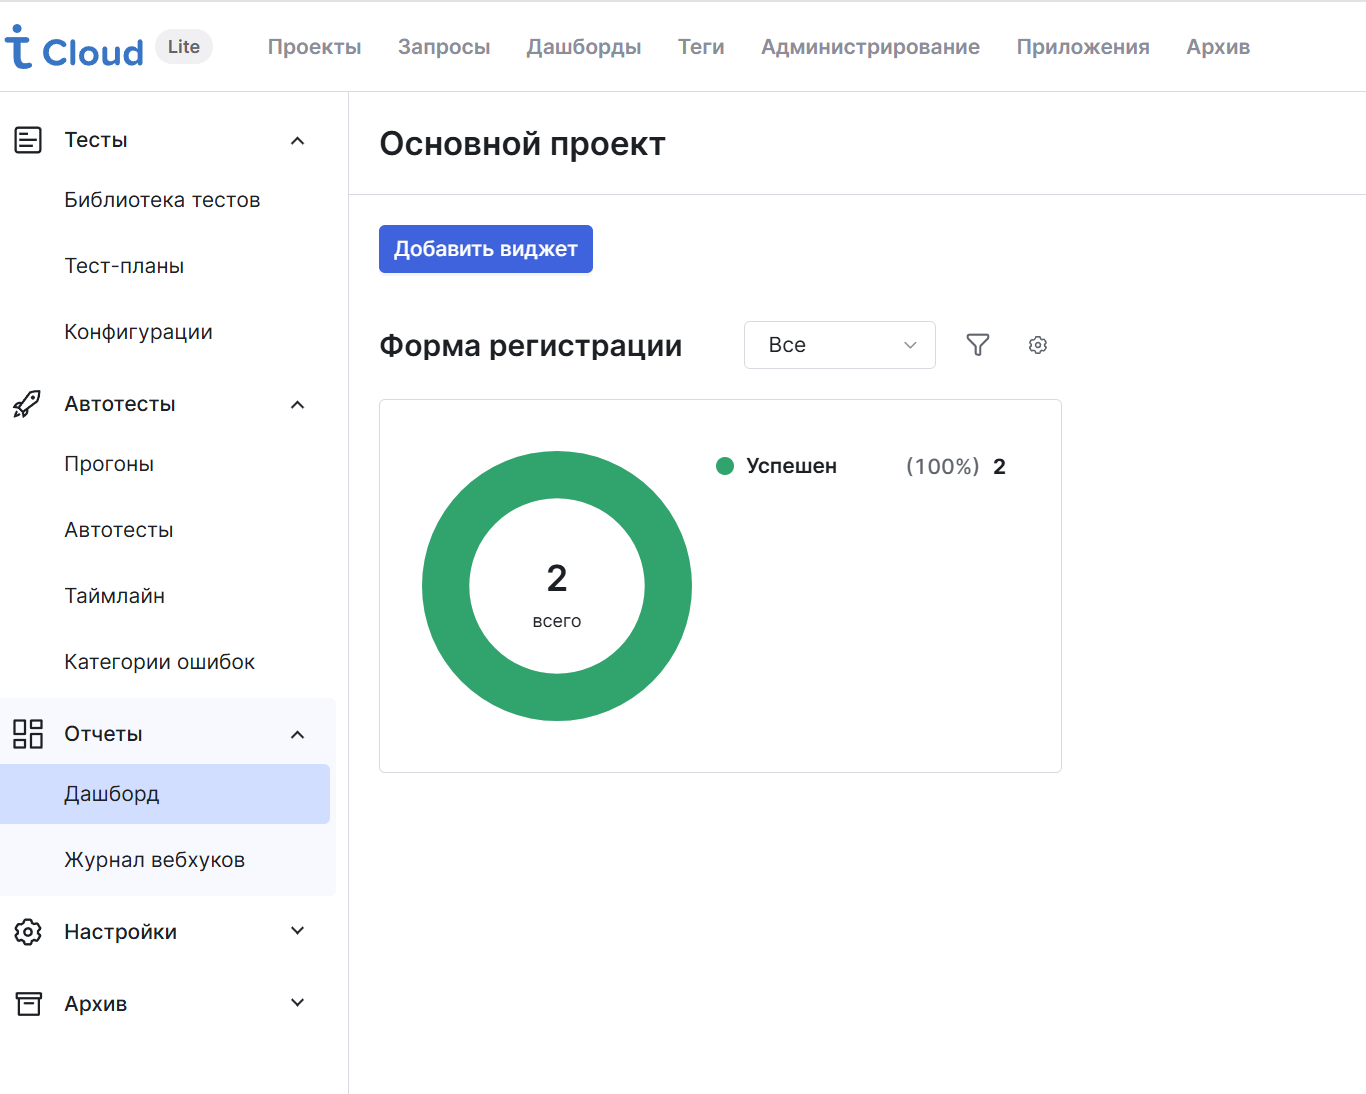 Cloud Lite
Проекты Запросы Дашборды Теги Администрирование Приложения Архив
Тесты
Библиотека тестов
Тест-планы
Конфигурации
Автотесты
Прогоны
Автотесты
Таймлайн
Категории ошибок
Отчеты
Дашборд
Журнал вебхуков
Настройки
Архив
Основной проект
Добавить виджет
Форма регистрации
Все
2
всего
Успешен (100%) 2